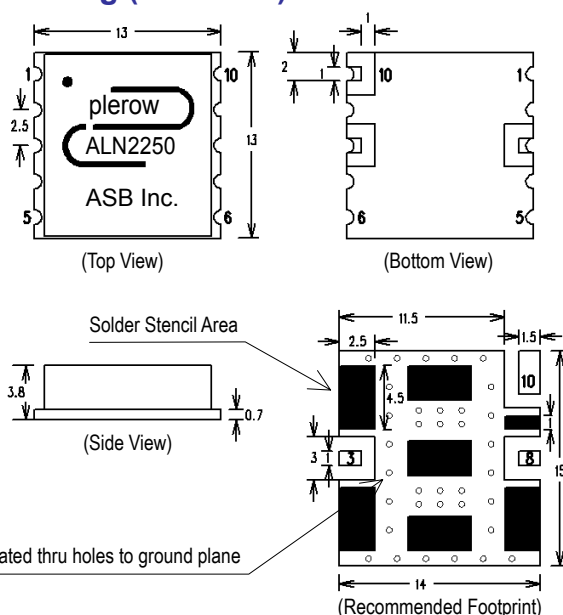 13
1 10
plerow
ALN2250
ASB Inc.
2.5
13
5 6
(Top View)
1
2
1
10 1
6 5
(Bottom View)
Solder Stencil Area
3.8
0.7
(Side View)
11.5
2.5 1.5
4.5
10
1
3
1
3
8
15
ated thru holes to ground plane
14
(Recommended Footprint)